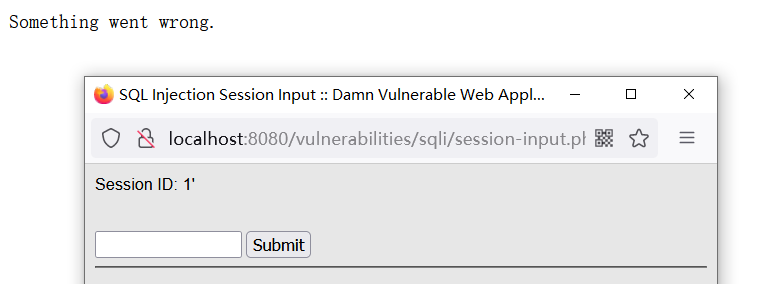 Something went wrong.
SQL Injection Session Input :: Damn Vulnerable Web Appl...
localhost:8080/vulnerabilities/sqli/session-input.ph
Session ID: 1'
Submit